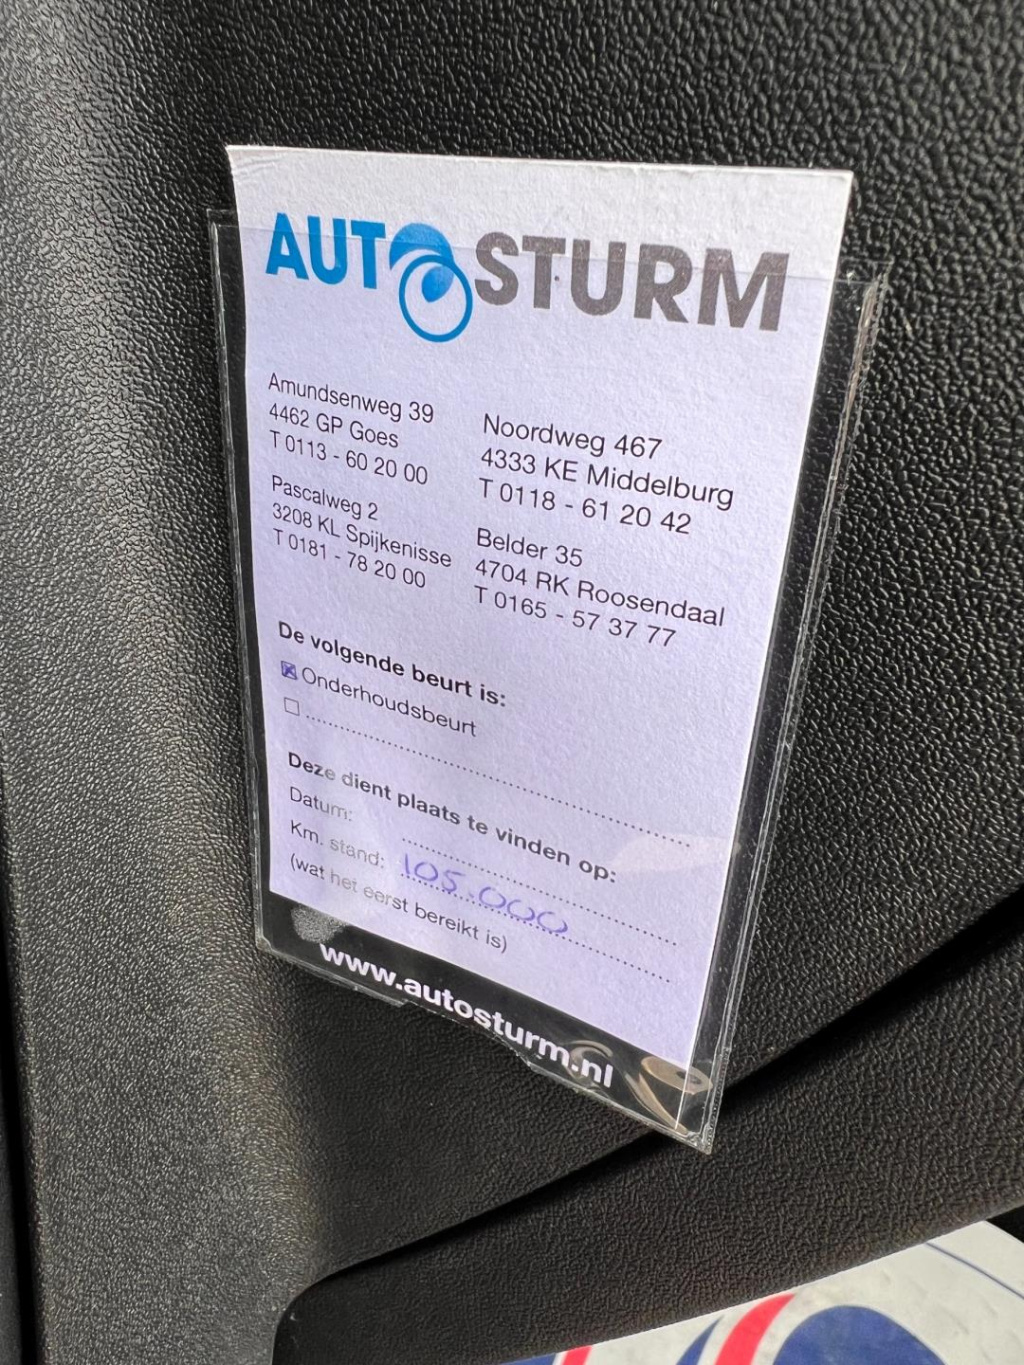 AUTO STURM
Amundsenweg 39
4462 GP Goes
T 0113 - 60 20 00
Noordweg 467
4333 KE Middelburg
T 0118 - 61 20 42
Pascalweg 2
3208 KL Spijkenisse
T 0181 - 78 20 00
Belder 35
4704 RK Roosendaal
T 0165 - 57 37 77
De volgende beurt is:
Onderhoudsbeurt
Deze dient plaats te vinden op:
Datum:
Km. stand: 105.000
(wat het eerst bereikt is)
www.autosturm.nl